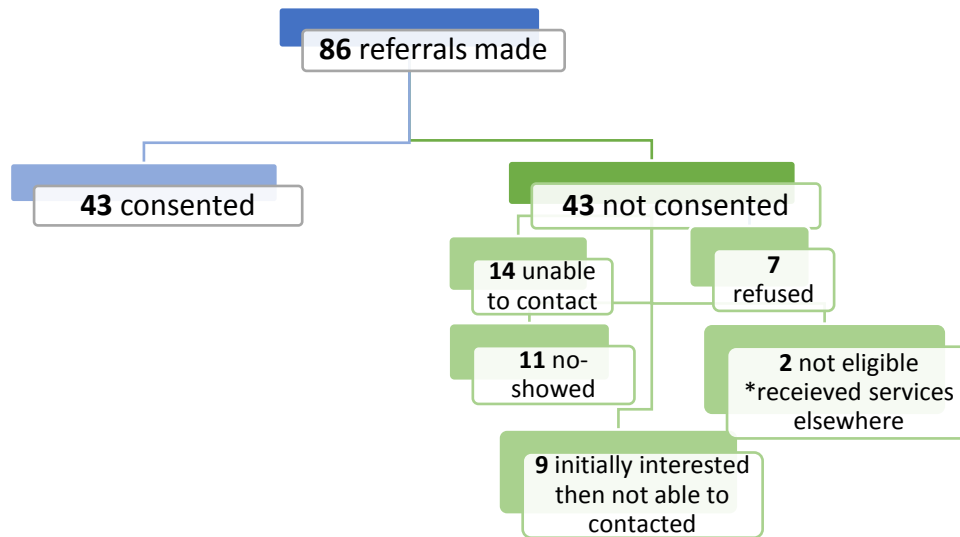 86 referrals made
43 consented
43 not consented
14 unable
to contact
7
refused
11 no-
showed
2 not eligible
*receieved services
elsewhere
9 initially interested
then not able to
contacted